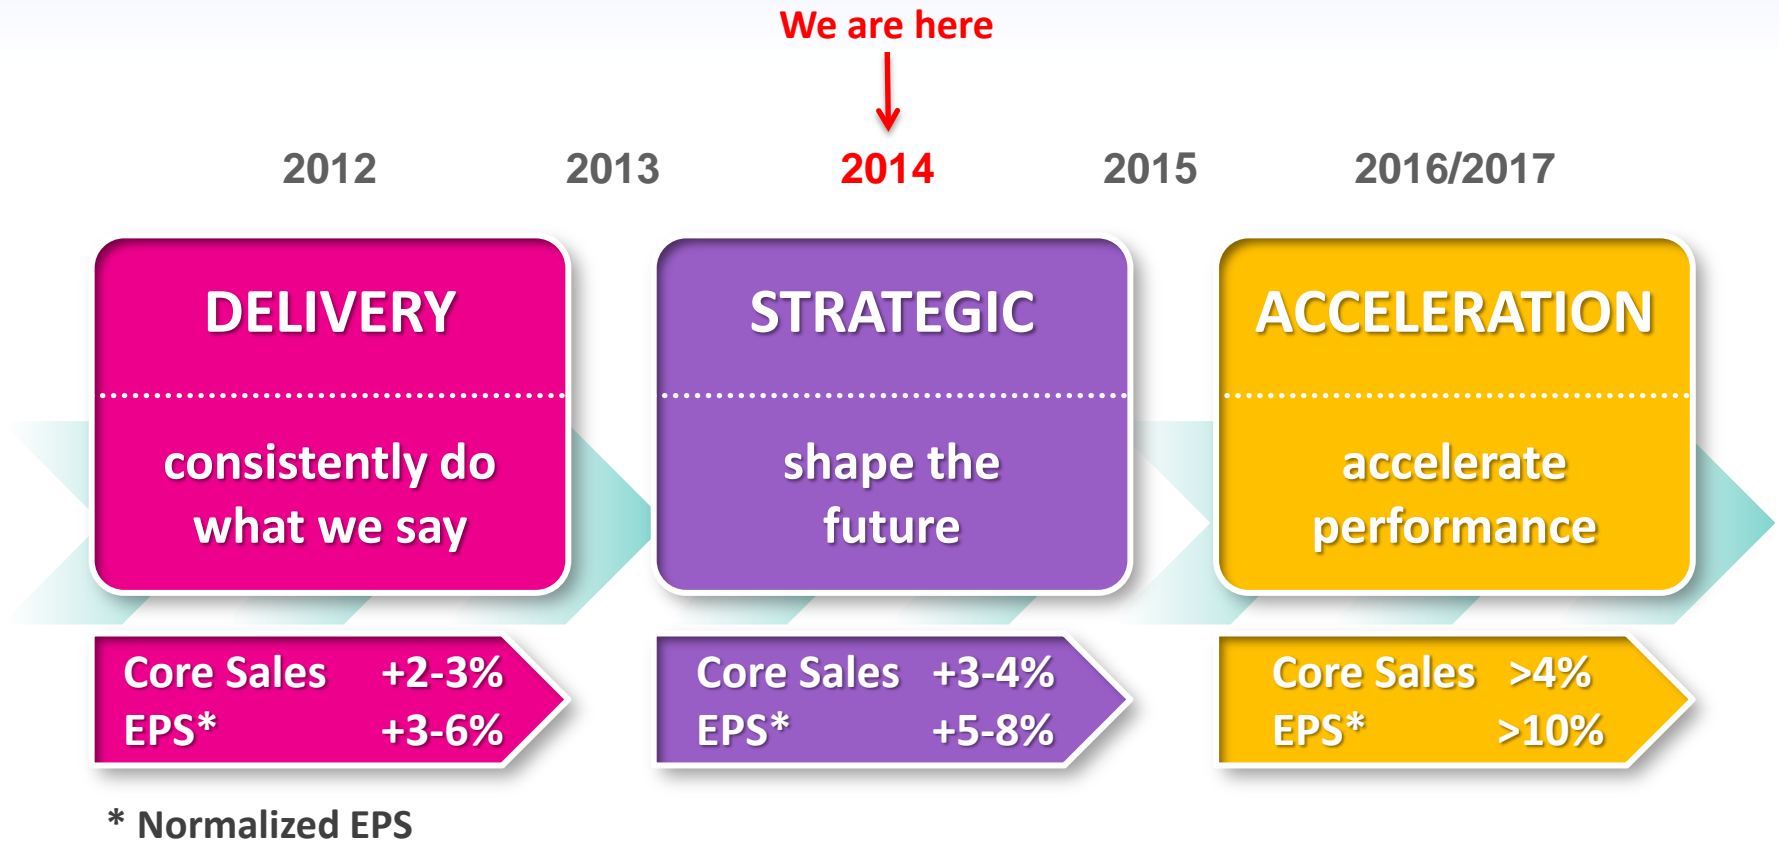 We are here
2012 2013 2014 2015 2016/2017
DELIVERY
consistently do
what we say
Core Sales +2-3%
EPS* +3-6%
STRATEGIC
shape the
future
Core Sales +3-4%
EPS* +5-8%
ACCELERATION
accelerate
performance
Core Sales >4%
EPS* >10%
* Normalized EPS